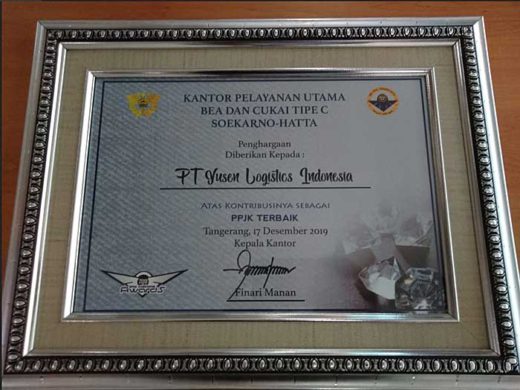 KANTOR PELAYANAN UTAMA
BEA DAN CUKAI TIPE C
SOEKARNO-HATTA
Penghargaan
Diberikan Kepada :
PT Yusen Logistics Indonesia
ATAS KONTRIBUSINYA SEBAGAI
PPJK TERBAIK
Tangerang, 17 Desember 2019
Kepala Kantor
Finari Manan
Awards